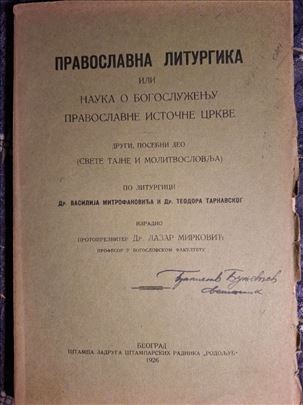 ПРАВОСЛАВНА ЛИТУРГИКА
ИЛИ
НАУКА О БОГОСЛУЖЕЊУ
ПРАВОСЛАВНЕ ИСТОЧНЕ ЦРКВЕ
ДРУГИ, ПОСЕБНИ ДЕО
(СВЕТЕ ТАЈНЕ И МОЛИТВОСЛОВЉА)
ПО ЛИТУРГИЦИ
Др. ВАСИЛИЈА МИТРОФАНОВИЋА И Др. ТЕОДОРА ТАРНАВСКОГ
ИЗРАДИО
ПРОТОПРЕЗВИТЕР Др. ЛАЗАР МИРКОВИЋ
ПРОФЕСОР У БОГОСЛОВСКОМ ФАКУЛТЕТУ
БЕОГРАД
ШТАМПА ЗАДРУГА ШТАМПАРСКИХ РАДНИКА „РОДОЉУБ"
1926